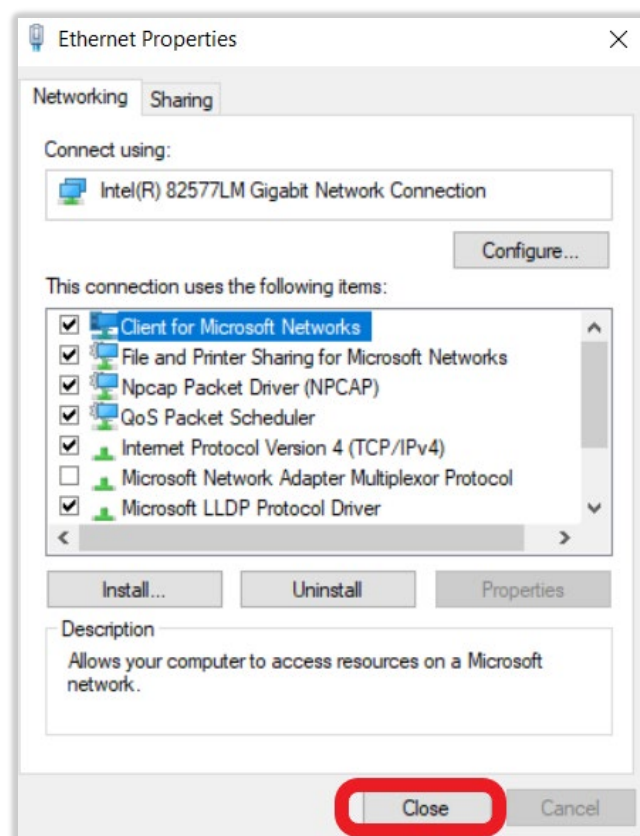 Ethernet Properties
Networking Sharing
Connect using:
Intel(R) 82577LM Gigabit Network Connection
Configure...
This connection uses the following items:
Client for Microsoft Networks
File and Printer Sharing for Microsoft Networks
Npcap Packet Driver (NPCAP)
QoS Packet Scheduler
Internet Protocol Version 4 (TCP/IPv4)
Microsoft Network Adapter Multiplexor Protocol
Microsoft LLDP Protocol Driver
Install... Uninstall Properties
Description
Allows your computer to access resources on a Microsoft
network.
Close Cancel